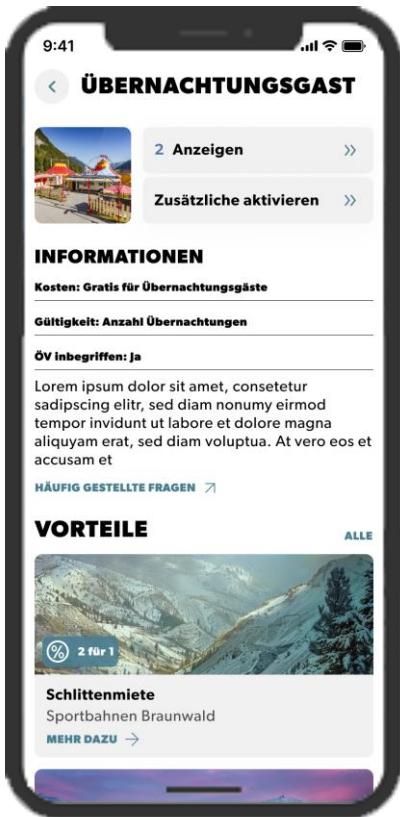 9:41
ÜBERNACHTUNGSGAST
2 Anzeigen
Zusätzliche aktivieren
INFORMATIONEN
Kosten: Gratis für Übernachtungsgäste
Gültigkeit: Anzahl Übernachtungen
ÖV inbegriffen: Ja
Lorem ipsum dolor sit amet, consetetur
sadipscing elitr, sed diam nonumy eirmod
tempor invidunt ut labore et dolore magna
aliquyam erat, sed diam voluptua. At vero eos et
accusam et
HÄUFIG GESTELLTE FRAGEN
VORTEILE
ALLE
% 2 für 1
Schlittenmiete
Sportbahnen Braunwald
MEHR DAZU